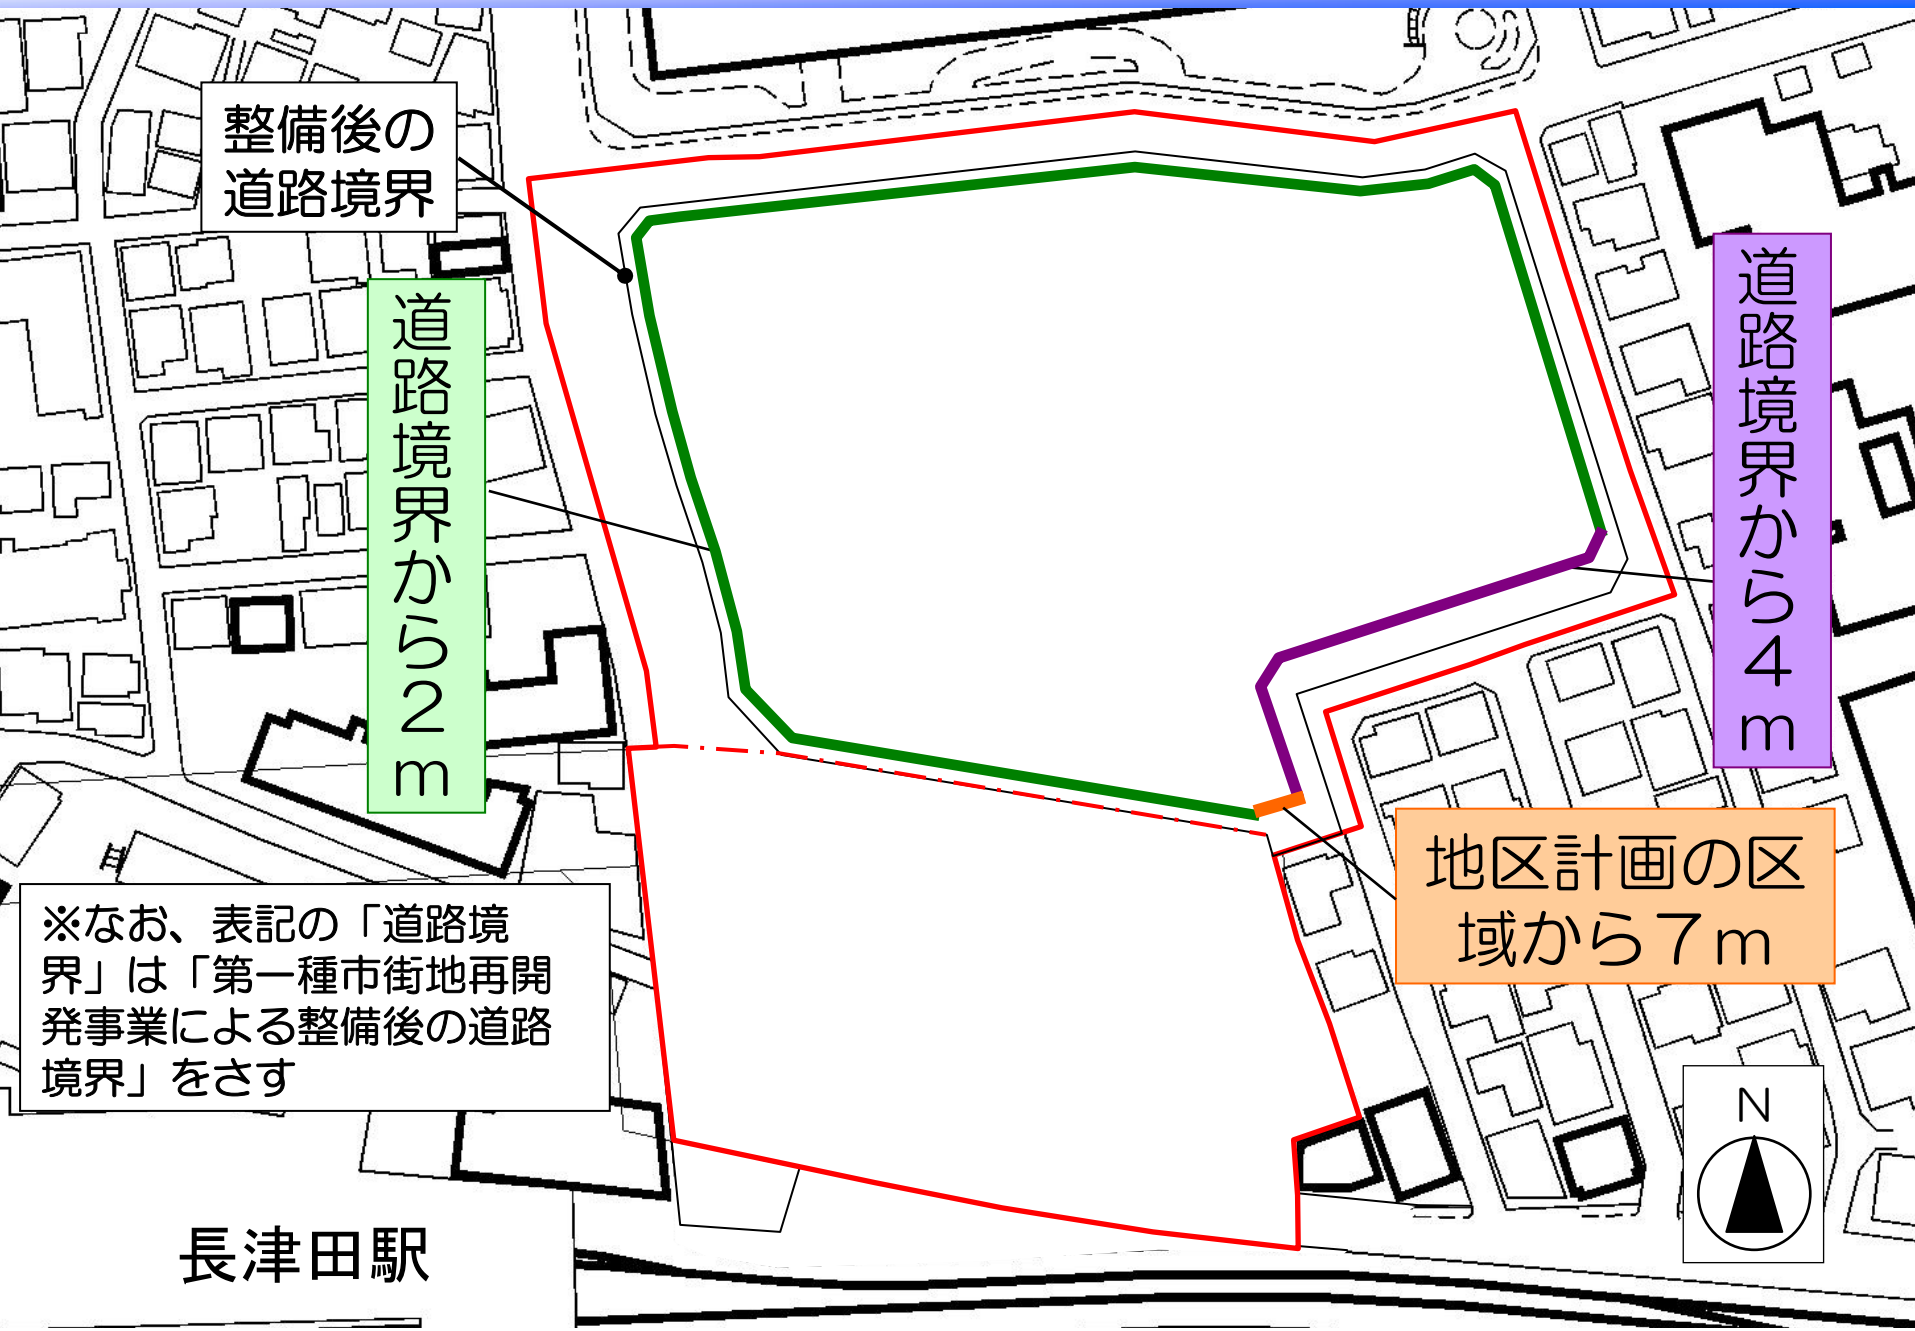 整備後の
道路境界
道路境界から2m
道路境界から4m
地区計画の区
域から7m
※なお、表記の「道路境
界」は「第一種市街地再開
発事業による整備後の道路
境界」をさす
N
長津田駅